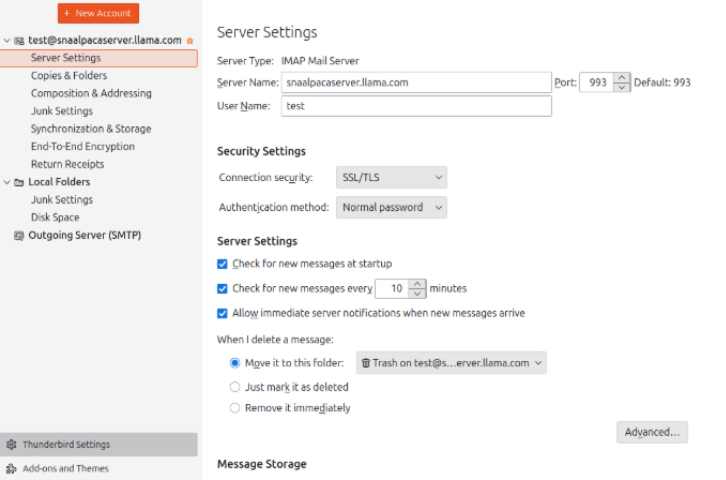 + New Account
test@snaalpacaserver.llama.com
Server Settings
Copies & Folders
Composition & Addressing
Junk Settings
Synchronization & Storage
End-To-End Encryption
Return Receipts
Local Folders
Junk Settings
Disk Space
Outgoing Server (SMTP)
Thunderbird Settings
Add-ons and Themes
Server Settings
Server Type: IMAP Mail Server
Server Name: snaalpacaserver.llama.com Port: 993 Default: 993
User Name: test
Security Settings
Connection security: SSL/TLS
Authentication method: Normal password
Server Settings
Check for new messages at startup
Check for new messages every 10 minutes
Allow immediate server notifications when new messages arrive
When I delete a message:
Move it to this folder: Trash on test@s...erver.llama.com
Just mark it as deleted
Remove it immediately
Advanced...
Message Storage